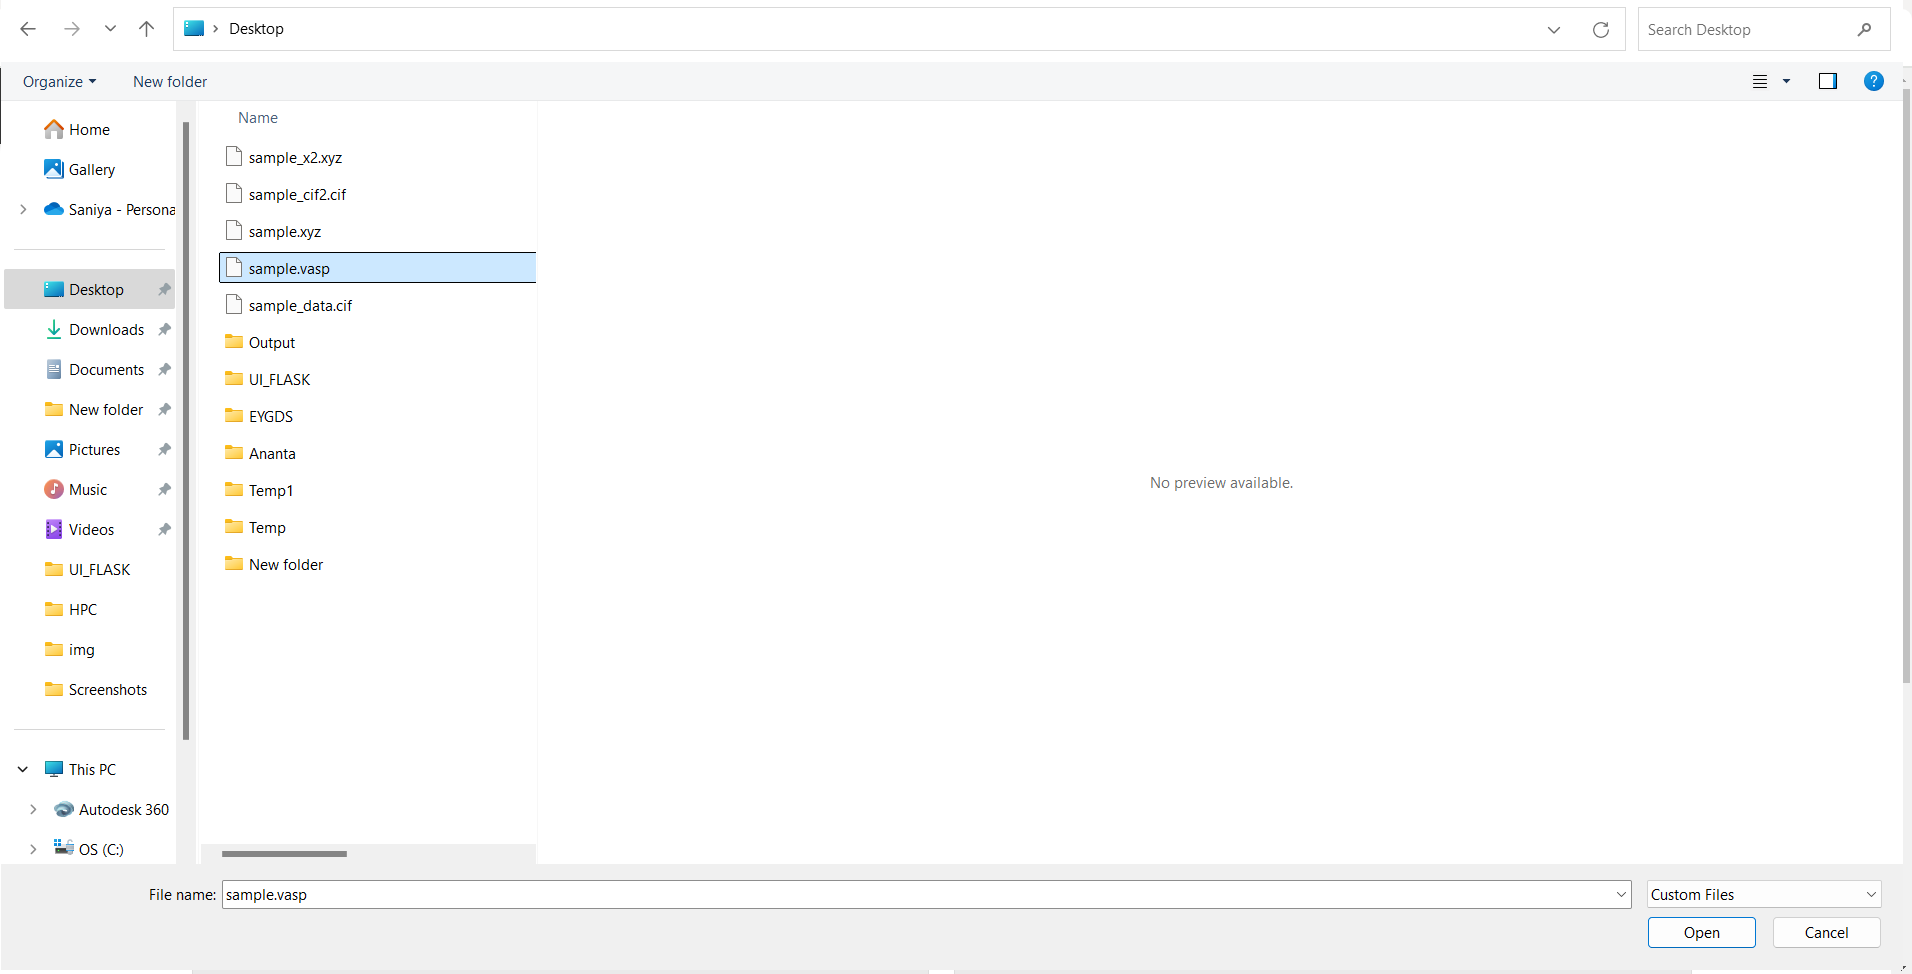 Desktop
Search Desktop
Organize
New folder
Home
Gallery
Saniya - Persona
Desktop
Downloads
Documents
New folder
Pictures
Music
Videos
UI_FLASK
HPC
img
Screenshots
This PC
Autodesk 360
OS (C:)
Name
sample_x2.xyz
sample_cif2.cif
sample.xyz
sample.vasp
sample_data.cif
Output
UI_FLASK
EYGDS
Ananta
Temp1
Temp
New folder
No preview available.
File name: sample.vasp
Custom Files
Open
Cancel